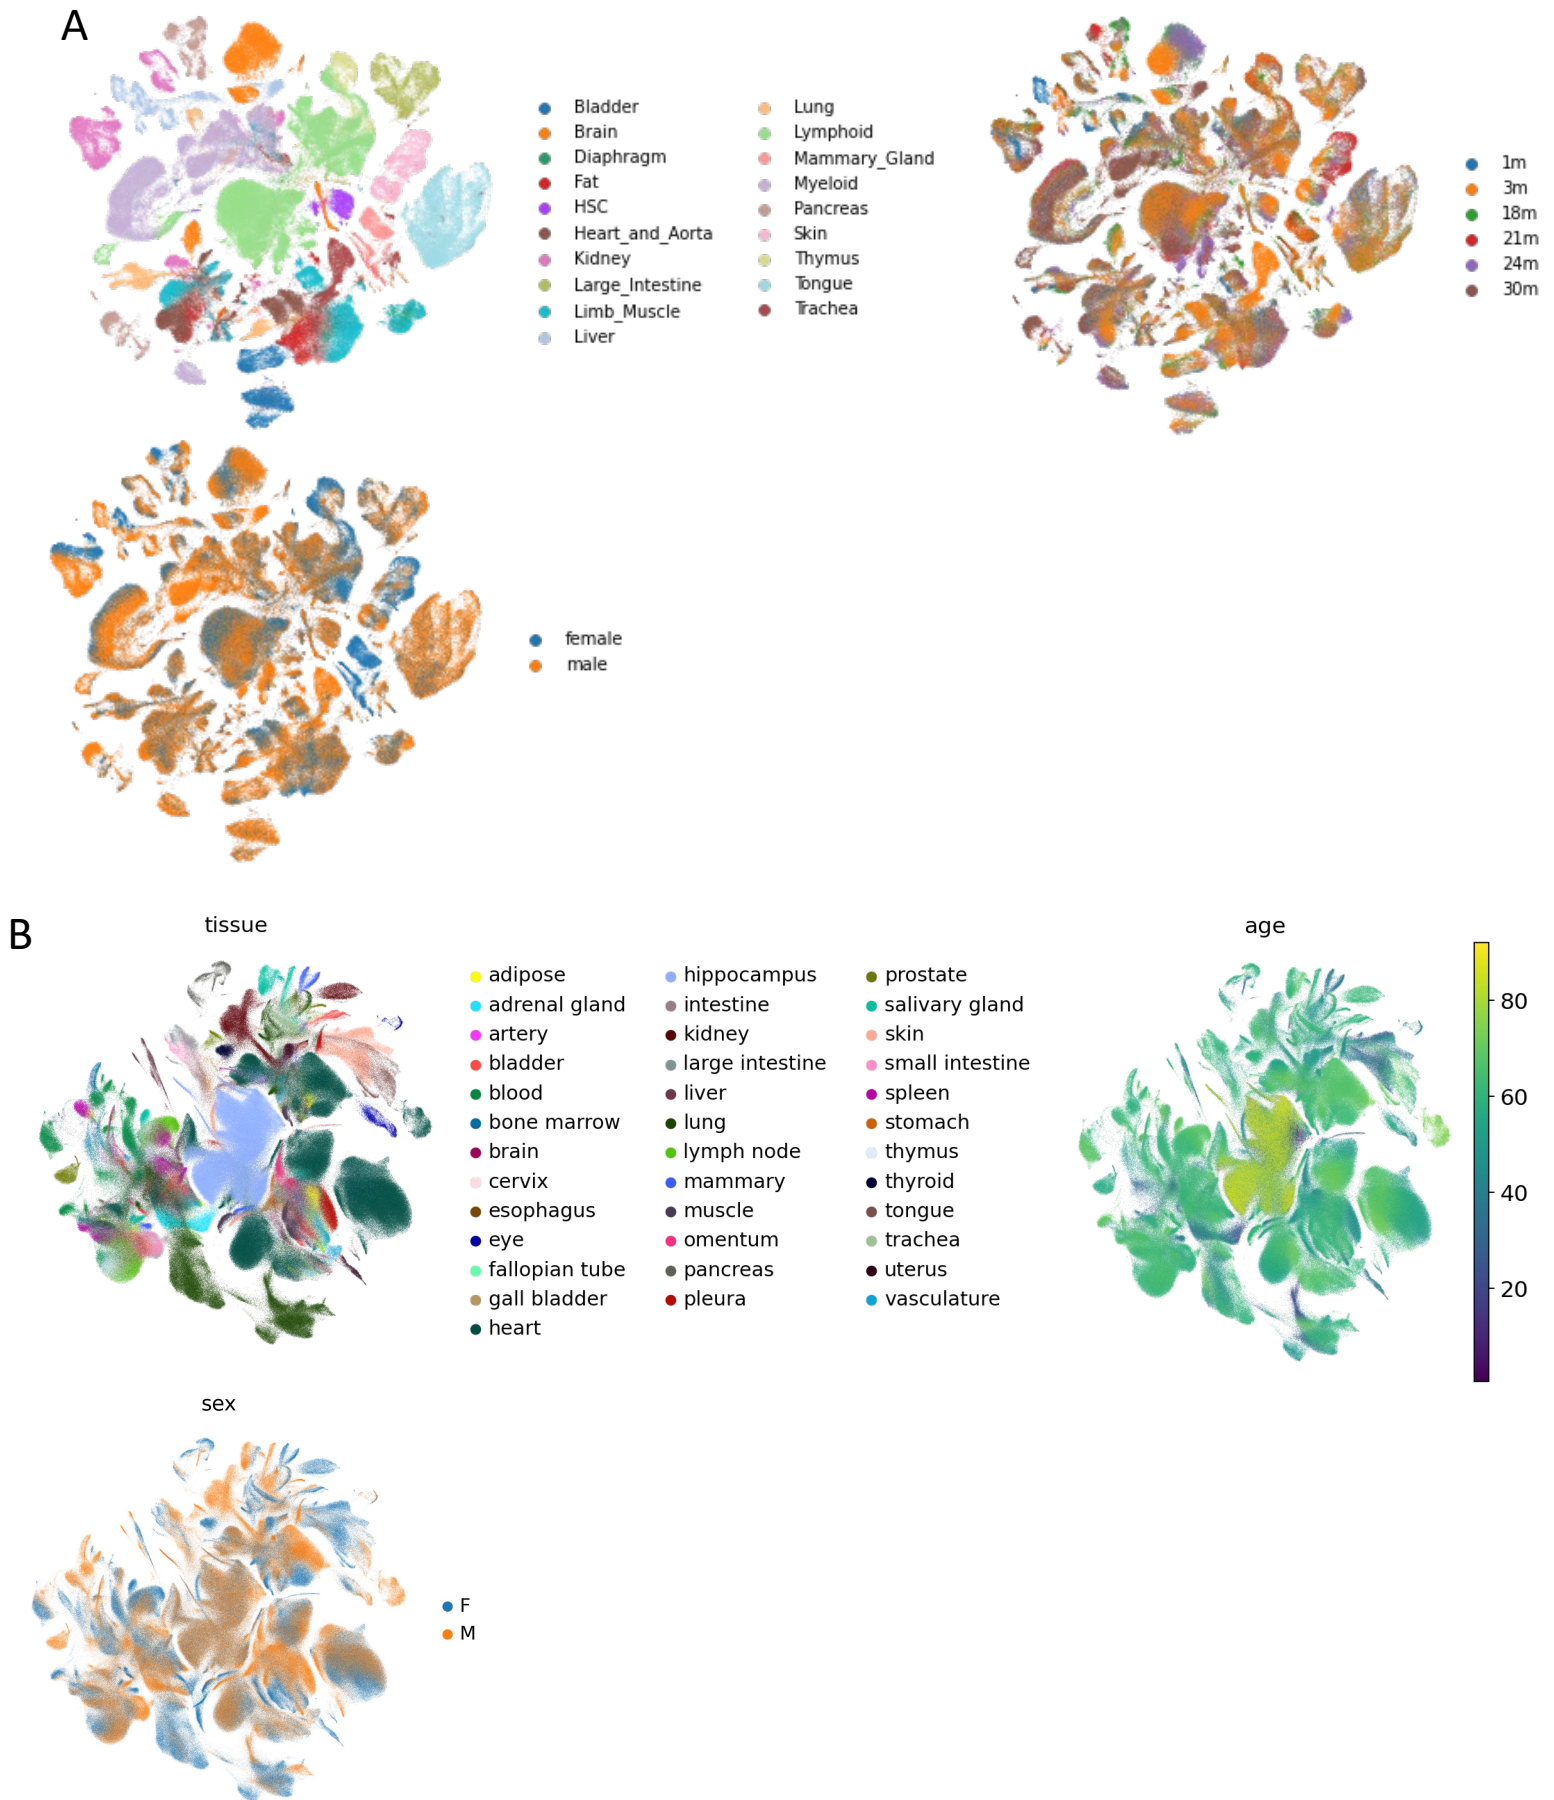 A
Bladder
Brain
Diaphragm
Fat
HSC
Heart_and_Aorta
Kidney
Large_Intestine
Limb_Muscle
Liver
Lung
Lymphoid
Mammary_Gland
Myeloid
Pancreas
Skin
Thymus
Tongue
Trachea
1m
3m
18m
21m
24m
30m
female
male
B
tissue
adipose
adrenal gland
artery
bladder
blood
bone marrow
brain
cervix
esophagus
eye
fallopian tube
gall bladder
heart
hippocampus
intestine
kidney
large intestine
liver
lung
lymph node
mammary
muscle
omentum
pancreas
pleura
prostate
salivary gland
skin
small intestine
spleen
stomach
thymus
thyroid
tongue
trachea
uterus
vasculature
age
80
60
40
20
sex
F
M